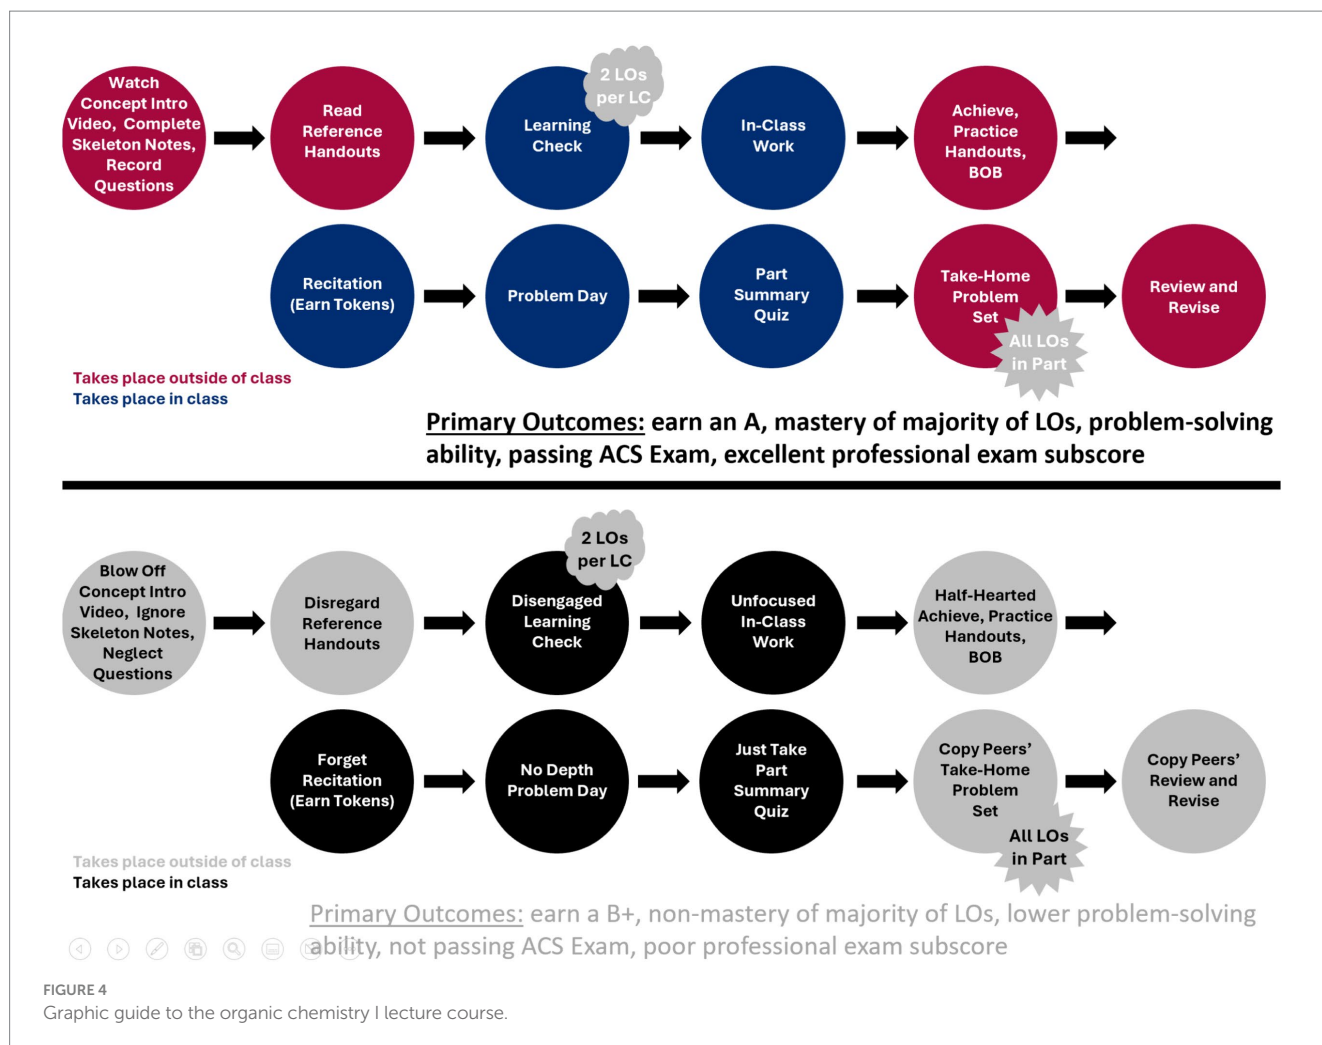 Watch
Concept Intro
Video, Complete
Skeleton Notes,
Record
Questions
Read
Reference
Handouts
2 LOs
per LC
Learning
Check
In-Class
Work
Achieve,
Practice
Handouts,
BOB
Recitation
(Earn Tokens)
Problem Day
Part
Summary
Quiz
Take-Home
Problem
Set
All LOs
in Part
Review and
Revise
Takes place outside of class
Takes place in class
Primary Outcomes: earn an A, mastery of majority of LOs, problem-solving
ability, passing ACS Exam, excellent professional exam subscore
Blow Off
Concept Intro
Video, Ignore
Skeleton Notes,
Neglect
Questions
Disregard
Reference
Handouts
2 LOs
per LC
Disengaged
Learning
Check
Unfocused
In-Class
Work
Half-Hearted
Achieve, Practice
Handouts,
BOB
Forget
Recitation
(Earn Tokens)
No Depth
Problem Day
Just Take
Part
Summary
Quiz
Copy Peers'
Take-Home
Problem
Set
All LOs
in Part
Copy Peers'
Review and
Revise
Takes place outside of class
Takes place in class
Primary Outcomes: earn a B+, non-mastery of majority of LOs, lower problem-solving
ability, not passing ACS Exam, poor professional exam subscore
FIGURE 4
Graphic guide to the organic chemistry I lecture course.